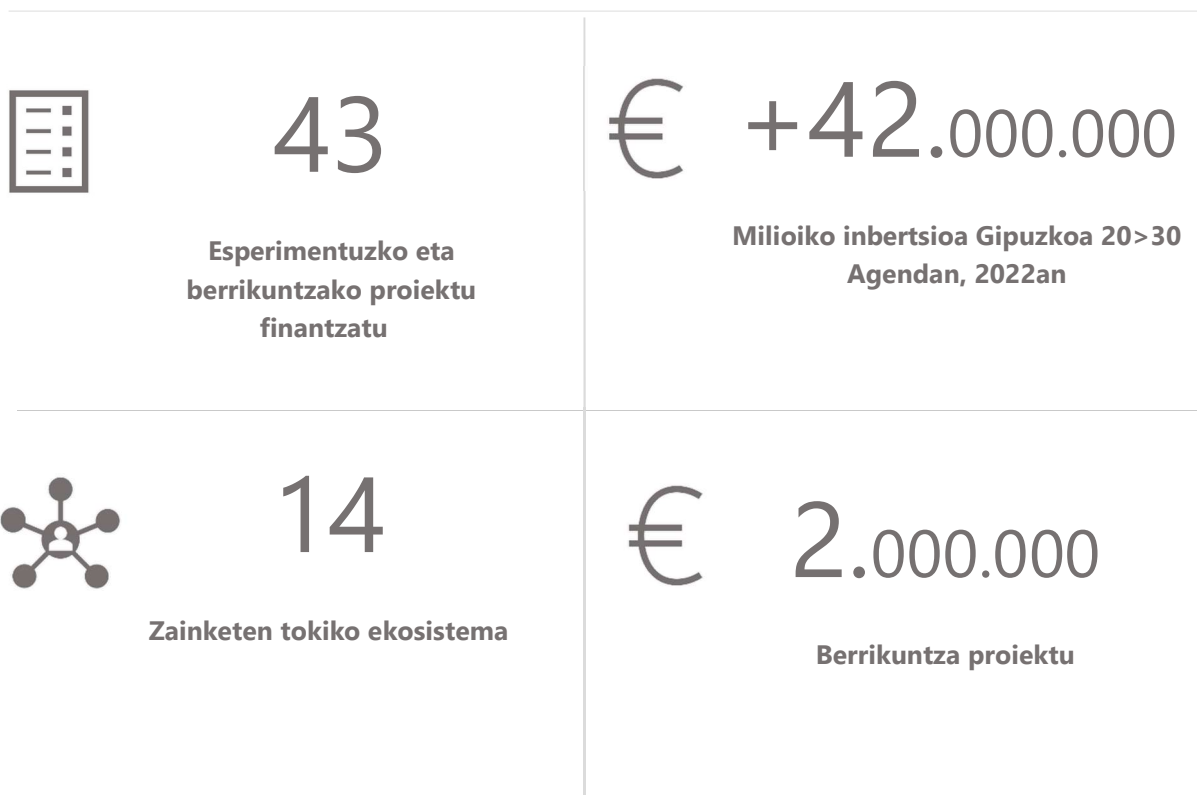 43
Esperimentuzko eta
berrikuntzako proiektu
finantzatu
€ +42.000.000
Milioiko inbertsioa Gipuzkoa 20>30
Agendan, 2022an
14
Zainketen tokiko ekosistema
€ 2.000.000
Berrikuntza proiektu